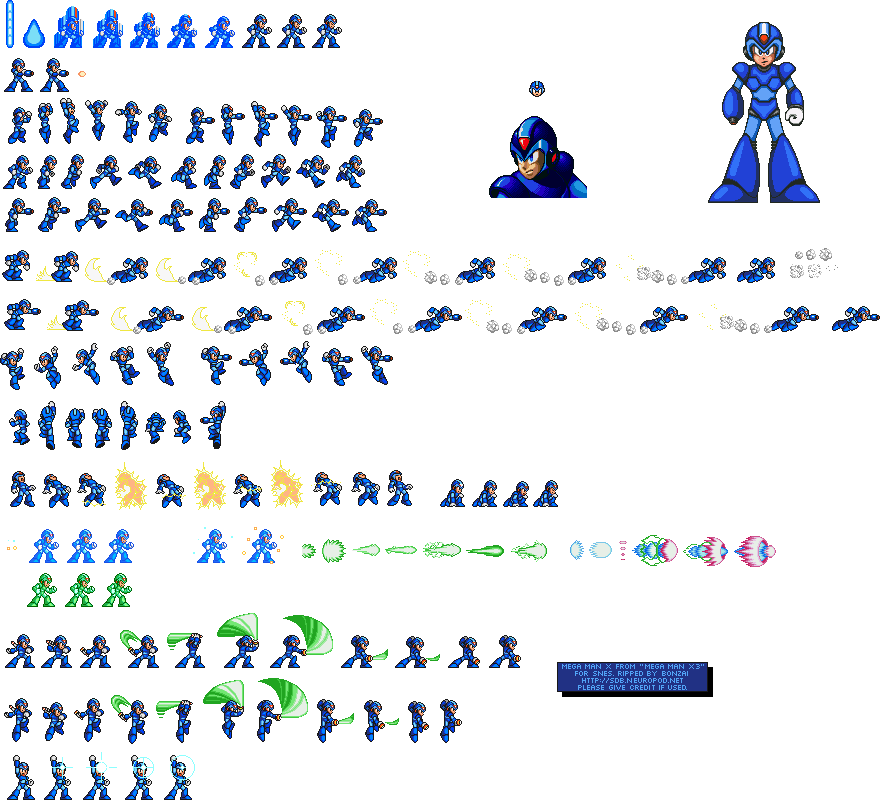 MEGA MAN X FROM "MEGA MAN X3"
FOR SNES. RIPPED BY BONZAI
HTTP://SDB.NEUROPOD.NET
PLEASE GIVE CREDIT IF USED.